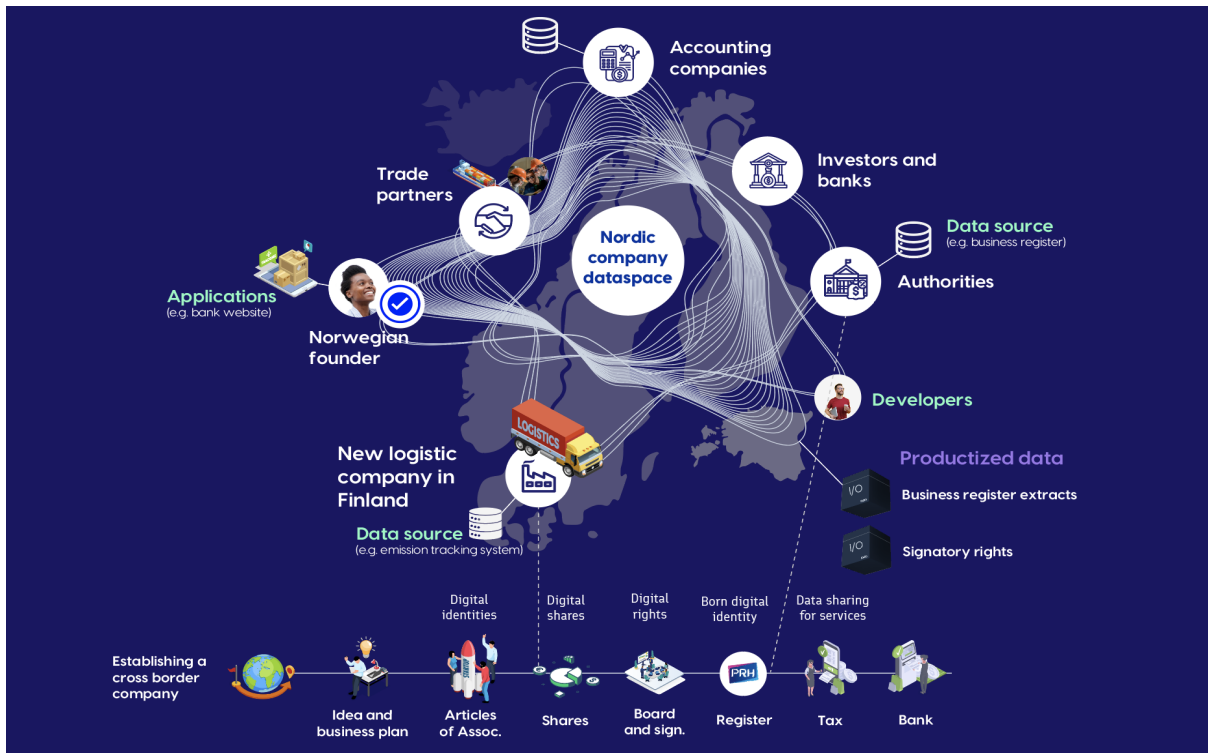 Accounting
companies
Investors and
banks
Trade
partners
Nordic
company
dataspace
Data source
(e.g. business register)
Authorities
Applications
(e.g. bank website)
Norwegian
founder
Developers
LOGISTICS
New logistic
company in
Finland
Productized data
I/O
Business register extracts
Data source
(e.g. emission tracking system)
I/O
Signatory rights
Digital
identities
Digital
shares
Digital
rights
Born digital
identity
Data sharing
for services
Establishing a
cross border
company
PRH
Idea and
business plan
Articles
of Assoc.
Shares
Board
and sign.
Register
Tax
Bank